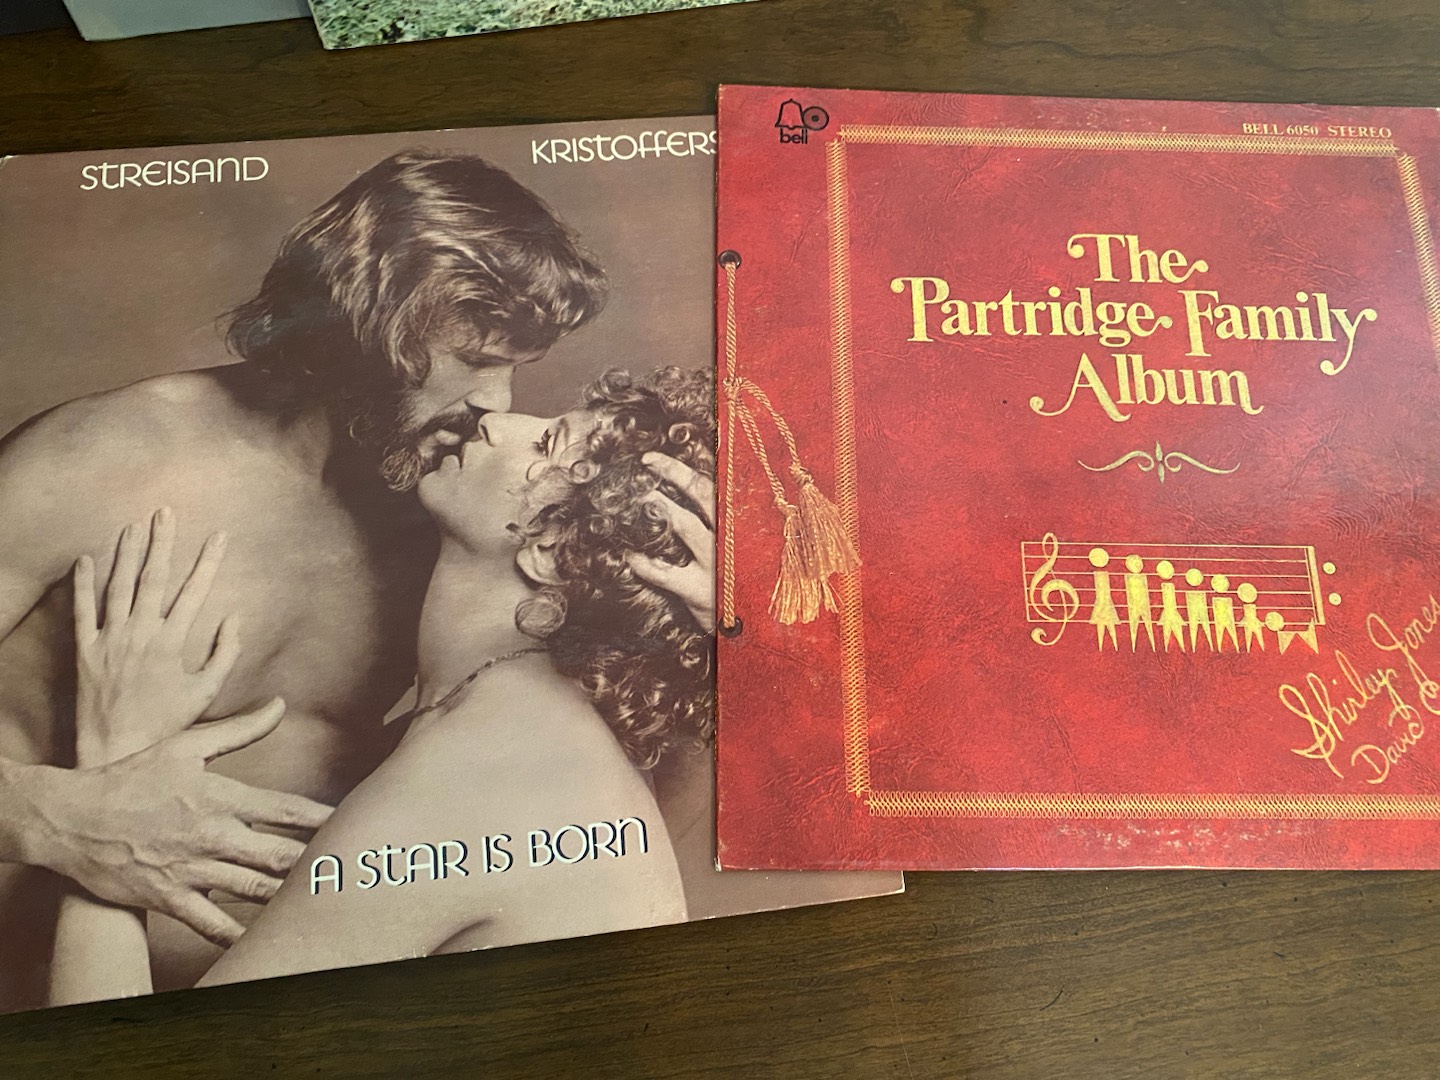 STREISAND
KRISTOFFERS
A STAR IS BORN
bell
BELL 6050 STEREO
The
Partridge Family
Album
Shirley Jones
David C